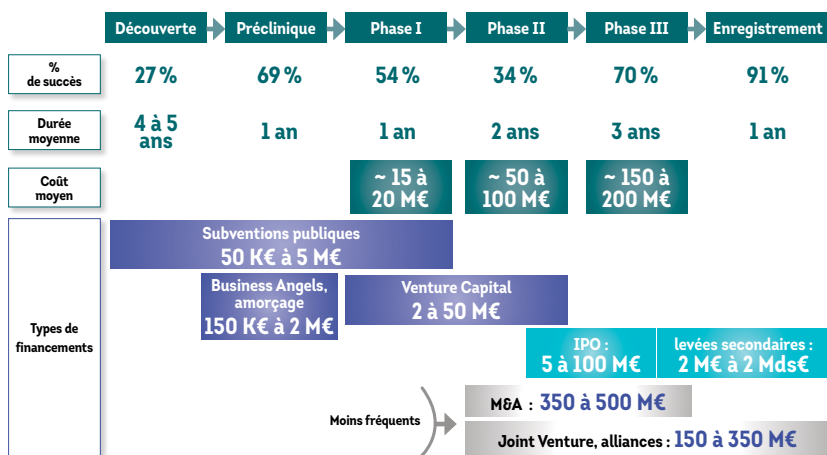 Découverte Préclinique Phase I Phase II Phase III Enregistrement
%
de succès
27 % 69 % 54 % 34 % 70 % 91 %
Durée
moyenne
4 à 5
ans
1 an 1 an 2 ans 3 ans 1 an
Coût
moyen
~ 15 à
20 M€
~ 50 à
100 M€
~ 150 à
200 M€
Types de
financements
Subventions publiques
50 K€ à 5 M€
Business Angels,
amorçage
150 K€ à 2 M€
Venture Capital
2 à 50 M€
IPO :
5 à 100 M€
levées secondaires :
2 M€ à 2 Mds€
Moins fréquents
M&A : 350 à 500 M€
Joint Venture, alliances : 150 à 350 M€